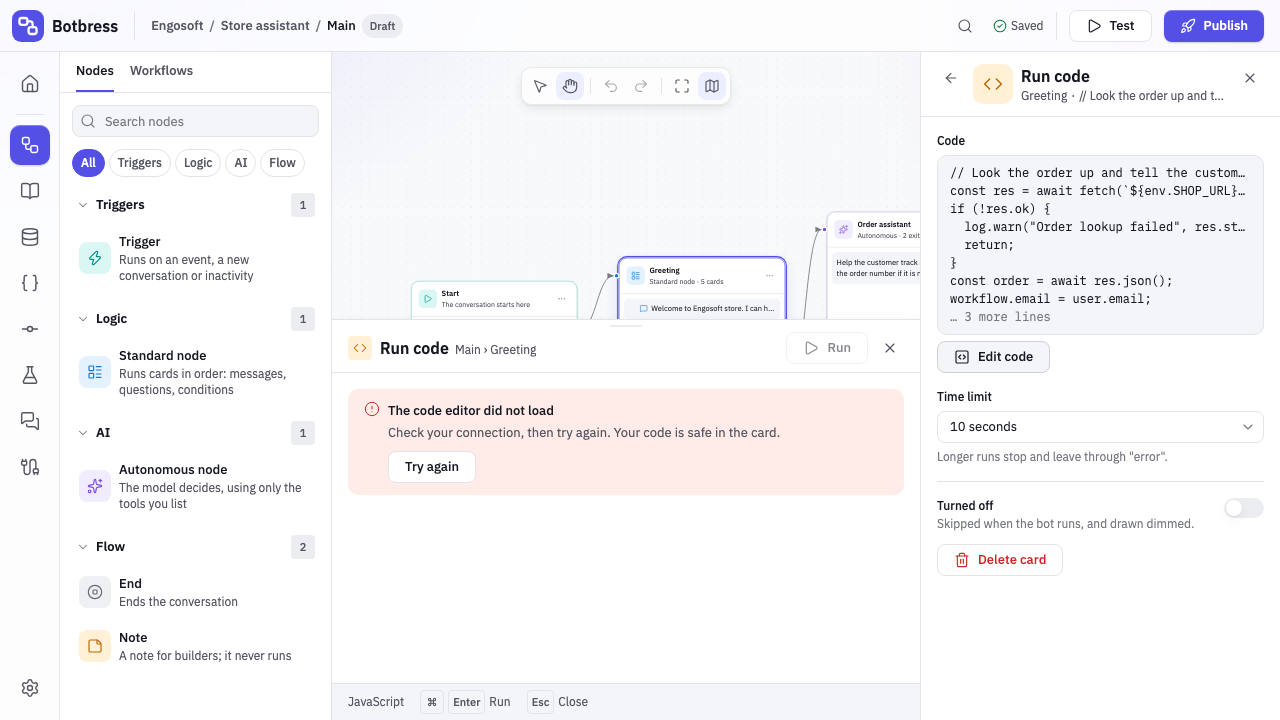 Botbress
Engosoft / Store assistant / Main Draft
Saved
Test
Publish
Nodes
Workflows
Search nodes
All
Triggers
Logic
AI
Flow
Triggers 1
Trigger
Runs on an event, a new
conversation or inactivity
Logic 1
Standard node
Runs cards in order: messages,
questions, conditions
AI 1
Autonomous node
The model decides, using only the
tools you list
Flow 2
End
Ends the conversation
Note
A note for builders; it never runs
Start
The conversation starts here
Greeting
Standard node · 5 cards
Welcome to Engosoft store. I can h…
Order assistant
Autonomous · 2 exit
Help the customer track
the order number if it is n
Run code Main › Greeting
Run
The code editor did not load
Check your connection, then try again. Your code is safe in the card.
Try again
JavaScript ⌘ Enter Run Esc Close
Run code
Greeting · // Look the order up and t…
Code
// Look the order up and tell the custom…
const res = await fetch(`${env.SHOP_URL}…
if (!res.ok) {
  log.warn("Order lookup failed", res.st…
  return;
}
const order = await res.json();
workflow.email = user.email;
… 3 more lines
Edit code
Time limit
10 seconds
Longer runs stop and leave through "error".
Turned off
Skipped when the bot runs, and drawn dimmed.
Delete card